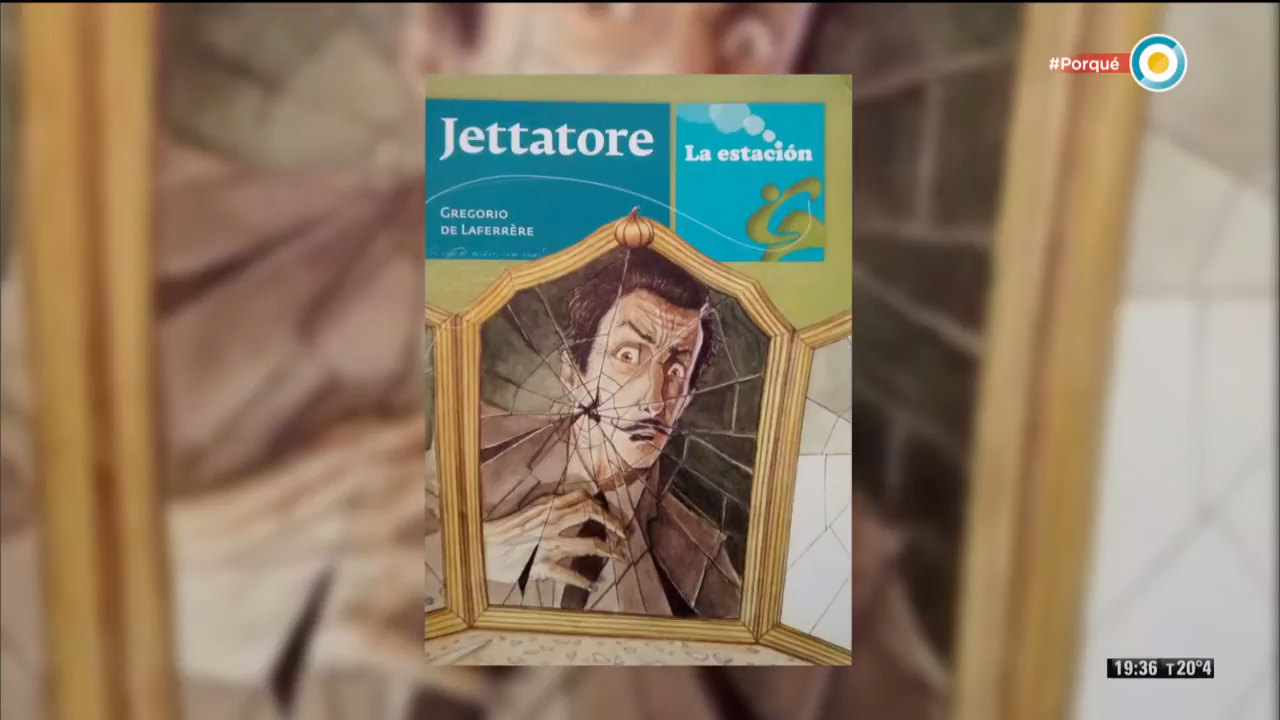 #Porqué
Jettatore
La estación
GREGORIO
DE LAFERRÈRE
19:36 T20°4